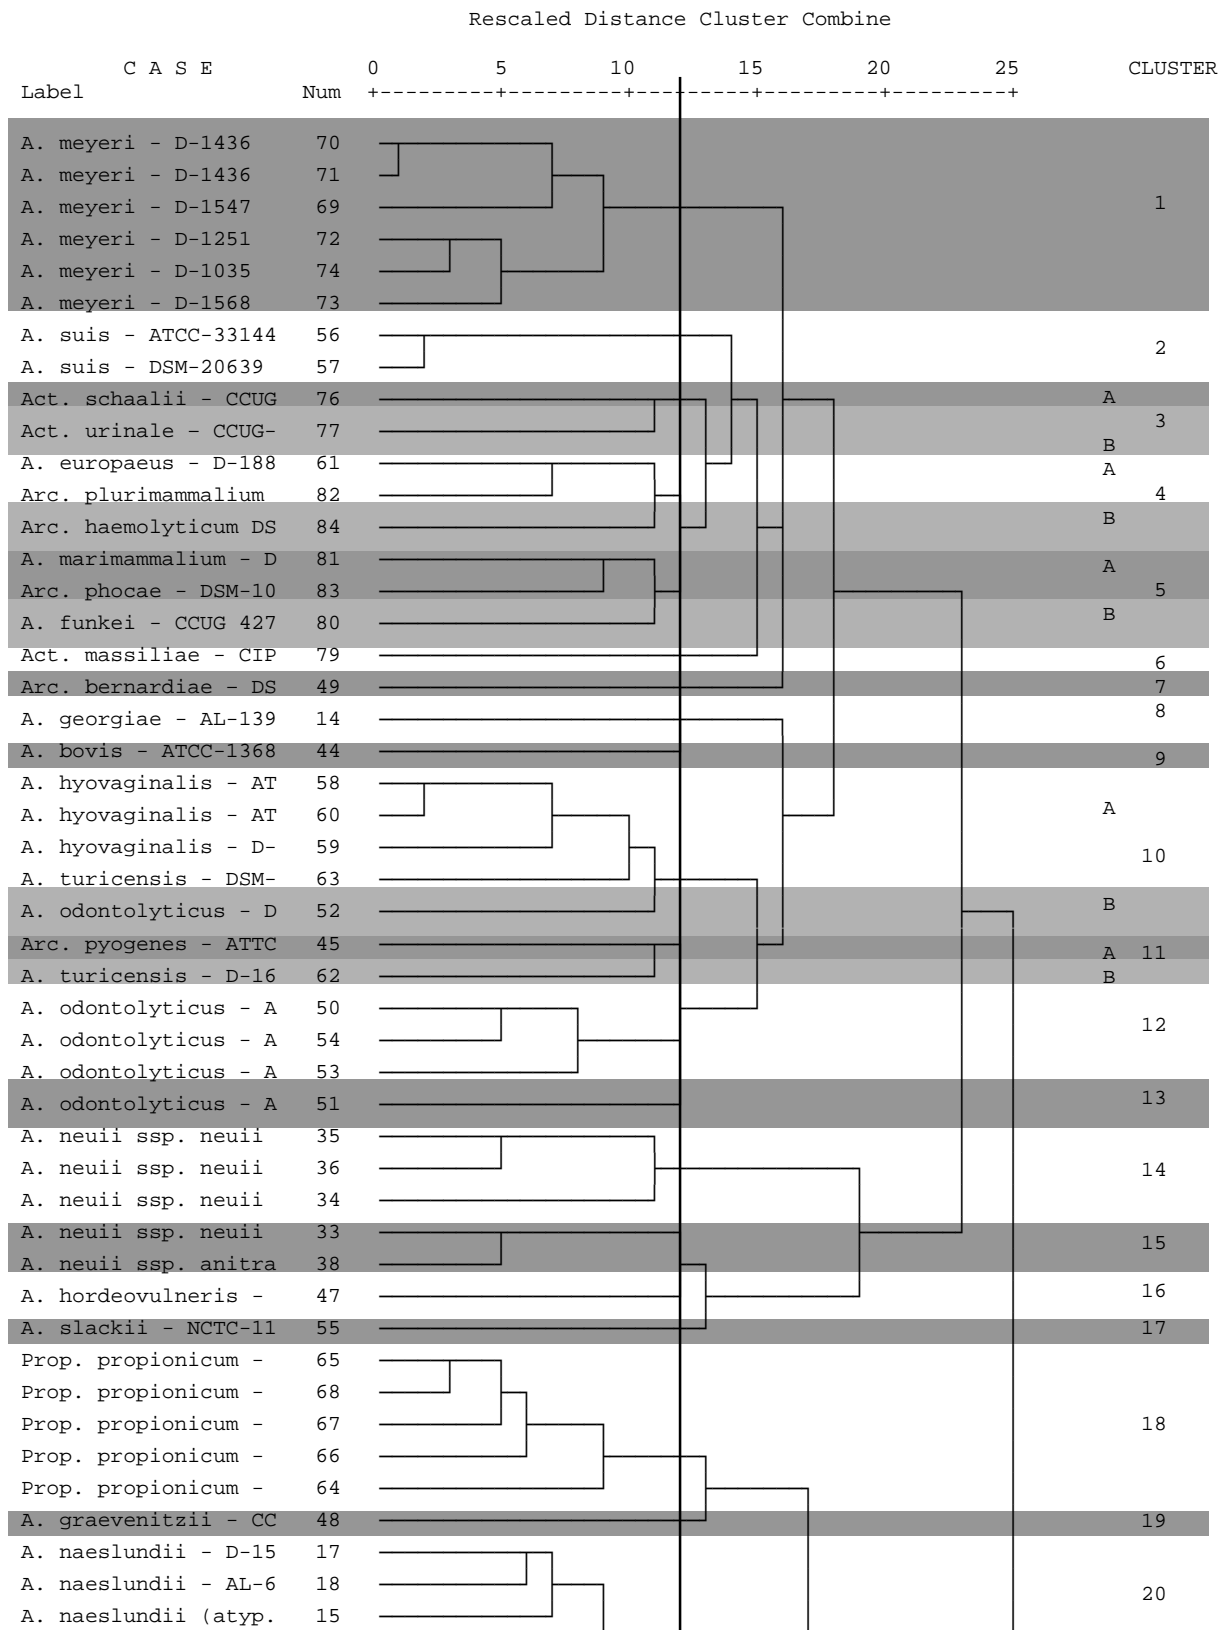 Rescaled Distance Cluster Combine
C A S E 0 5 10 15 20 25 CLUSTER
Label Num +---------+---------+---------+---------+---------+
A. meyeri - D-1436 70
A. meyeri - D-1436 71
A. meyeri - D-1547 69 1
A. meyeri - D-1251 72
A. meyeri - D-1035 74
A. meyeri - D-1568 73
A. suis - ATCC-33144 56
2
A. suis - DSM-20639 57
Act. schaalii - CCUG 76 A
3
Act. urinale - CCUG- 77
B
A. europaeus - D-188 61 A
Arc. plurimammalium 82 4
Arc. haemolyticum DS 84 B
A. marimammalium - D 81 A
Arc. phocae - DSM-10 83 5
A. funkei - CCUG 427 80 B
Act. massiliae - CIP 79 6
Arc. bernardiae - DS 49 7
A. georgiae - AL-139 14 8
A. bovis - ATCC-1368 44 9
A. hyovaginalis - AT 58
A. hyovaginalis - AT 60 A
A. hyovaginalis - D- 59 10
A. turicensis - DSM- 63
A. odontolyticus - D 52 B
Arc. pyogenes - ATTC 45 A 11
A. turicensis - D-16 62 B
A. odontolyticus - A 50
12
A. odontolyticus - A 54
A. odontolyticus - A 53
A. odontolyticus - A 51 13
A. neuii ssp. neuii 35
A. neuii ssp. neuii 36 14
A. neuii ssp. neuii 34
A. neuii ssp. neuii 33 15
A. neuii ssp. anitra 38
A. hordeovulneris - 47 16
A. slackii - NCTC-11 55 17
Prop. propionicum - 65
Prop. propionicum - 68
Prop. propionicum - 67 18
Prop. propionicum - 66
Prop. propionicum - 64
A. graevenitzii - CC 48 19
A. naeslundii - D-15 17
A. naeslundii - AL-6 18 20
A. naeslundii (atyp. 15